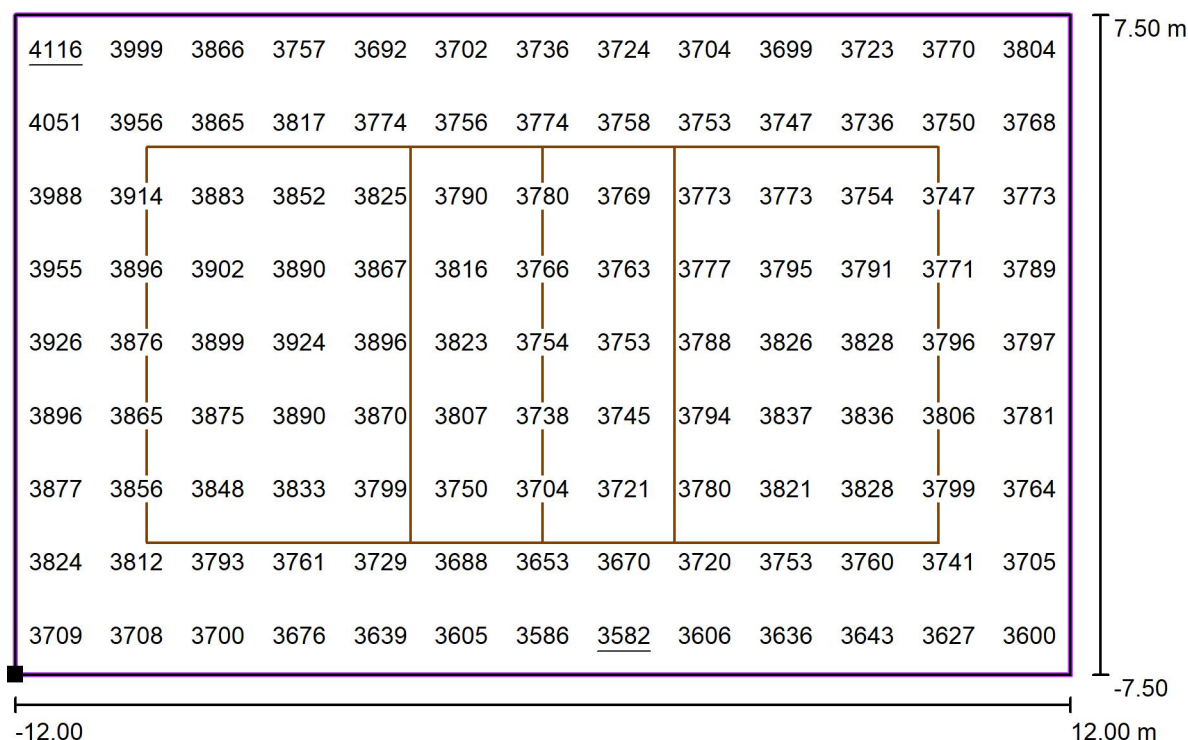 4116 3999 3866 3757 3692 3702 3736 3724 3704 3699 3723 3770 3804
7.50 m
4051 3956 3865 3817 3774 3756 3774 3758 3753 3747 3736 3750 3768
3988 3914 3883 3852 3825 3790 3780 3769 3773 3773 3754 3747 3773
3955 3896 3902 3890 3867 3816 3766 3763 3777 3795 3791 3771 3789
3926 3876 3899 3924 3896 3823 3754 3753 3788 3826 3828 3796 3797
3896 3865 3875 3890 3870 3807 3738 3745 3794 3837 3836 3806 3781
3877 3856 3848 3833 3799 3750 3704 3721 3780 3821 3828 3799 3764
3824 3812 3793 3761 3729 3688 3653 3670 3720 3753 3760 3741 3705
3709 3708 3700 3676 3639 3605 3586 3582 3606 3636 3643 3627 3600
-7.50
-12.00
12.00 m